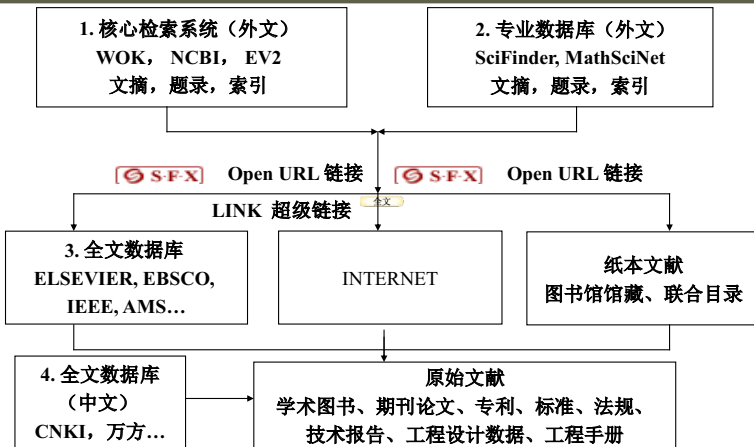 1. 核心检索系统（外文）
WOK， NCBI， EV2
文摘，题录，索引
2. 专业数据库（外文）
SciFinder, MathSciNet
文摘，题录，索引
S·F·X Open URL 链接
S·F·X Open URL 链接
LINK 超级链接
全文
3. 全文数据库
ELSEVIER, EBSCO,
IEEE, AMS…
INTERNET
纸本文献
图书馆馆藏、联合目录
4. 全文数据库
（中文）
CNKI，万方…
原始文献
学术图书、期刊论文、专利、标准、法规、
技术报告、工程设计数据、工程手册